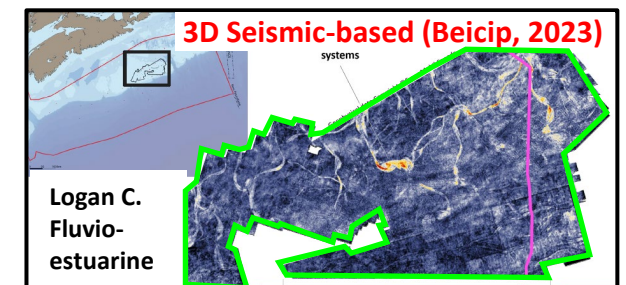 3D Seismic-based (Beicip, 2023)
systems
Logan C.
Fluvio-
estuarine